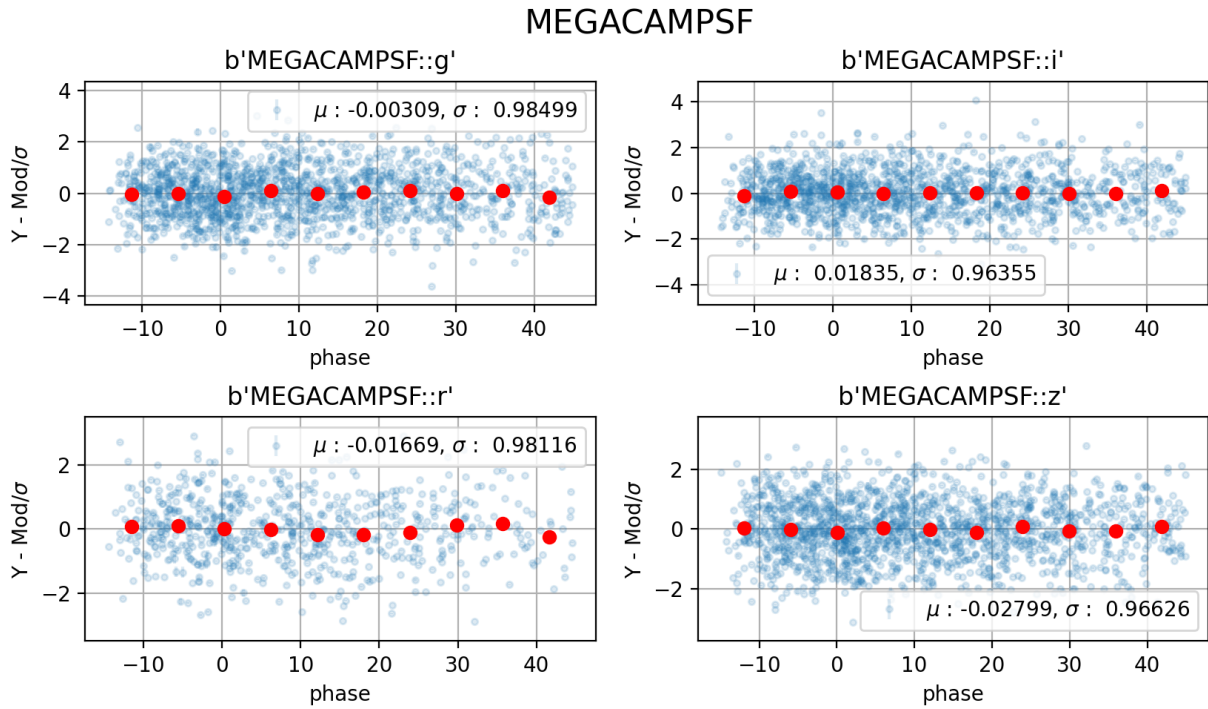 MEGACAMPSF
b'MEGACAMPSF::g'
4
2
0
−2
−4
Y - Mod/σ
μ : -0.00309, σ : 0.98499
−10 0 10 20 30 40
phase
b'MEGACAMPSF::i'
4
2
0
−2
−4
Y - Mod/σ
μ : 0.01835, σ : 0.96355
−10 0 10 20 30 40
phase
b'MEGACAMPSF::r'
2
0
−2
Y - Mod/σ
μ : -0.01669, σ : 0.98116
−10 0 10 20 30 40
phase
b'MEGACAMPSF::z'
2
0
−2
Y - Mod/σ
μ : -0.02799, σ : 0.96626
−10 0 10 20 30 40
phase